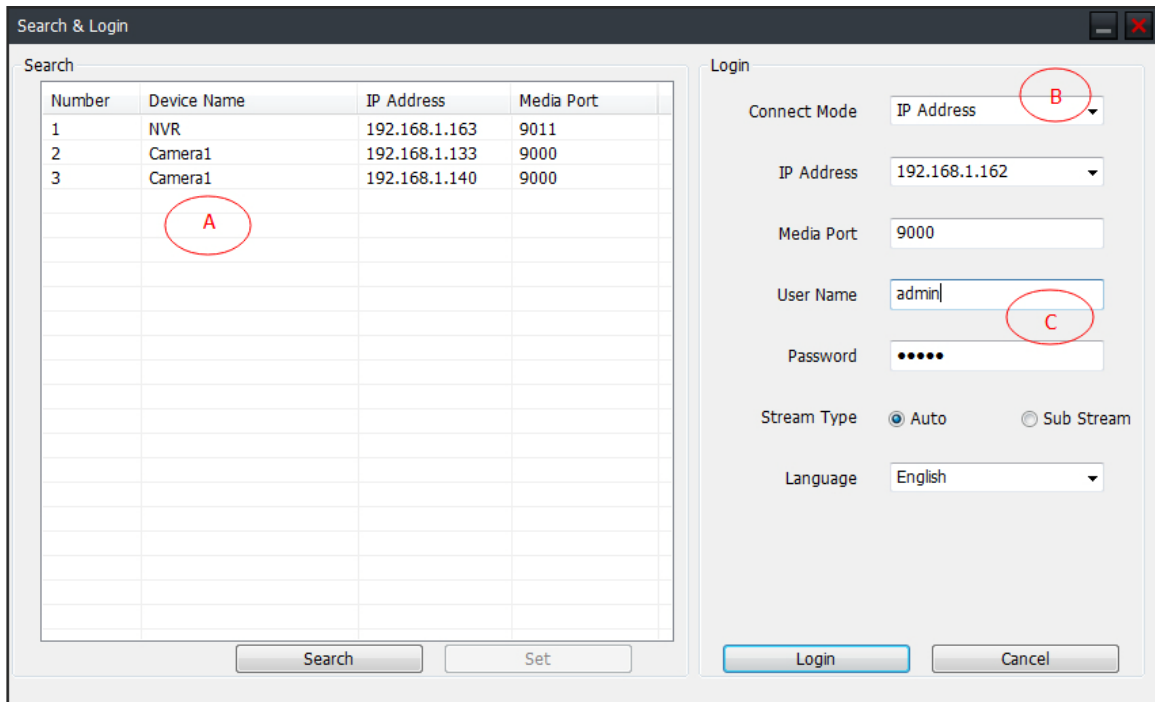 Search & Login
Search
Number Device Name IP Address Media Port
1 NVR 192.168.1.163 9011
2 Camera1 192.168.1.133 9000
3 Camera1 192.168.1.140 9000
A
Search Set
Login
B
Connect Mode IP Address
IP Address 192.168.1.162
Media Port 9000
User Name admin
C
Password •••••
Stream Type Auto Sub Stream
Language English
Login Cancel